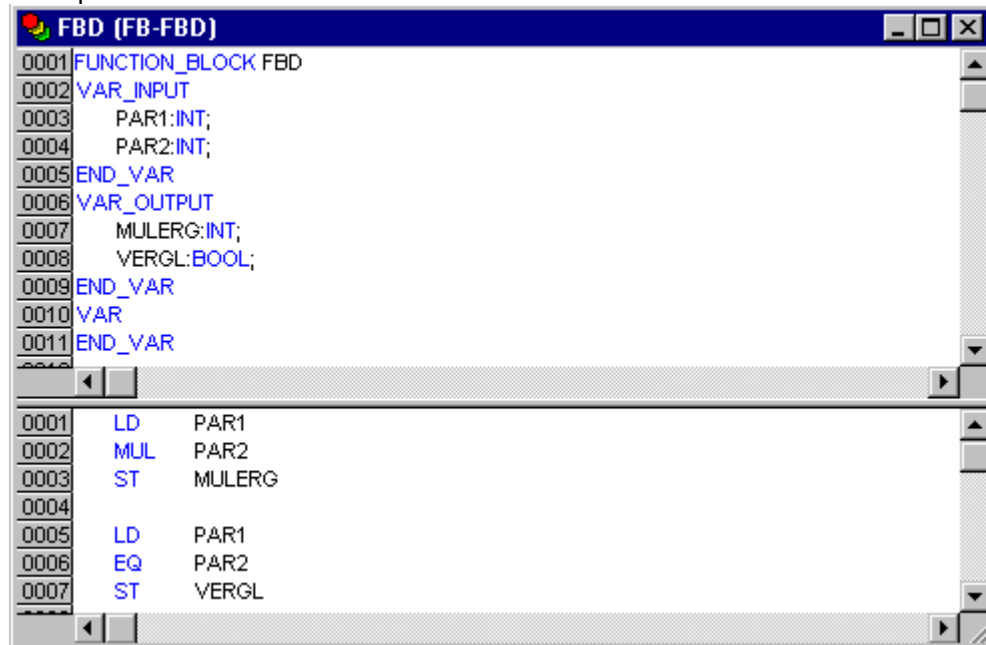 FBD (FB-FBD)
0001 FUNCTION_BLOCK FBD
0002 VAR_INPUT
0003 PAR1:INT;
0004 PAR2:INT;
0005 END_VAR
0006 VAR_OUTPUT
0007 MULERG:INT;
0008 VERGL:BOOL;
0009 END_VAR
0010 VAR
0011 END_VAR
0001 LD PAR1
0002 MUL PAR2
0003 ST MULERG
0004
0005 LD PAR1
0006 EQ PAR2
0007 ST VERGL